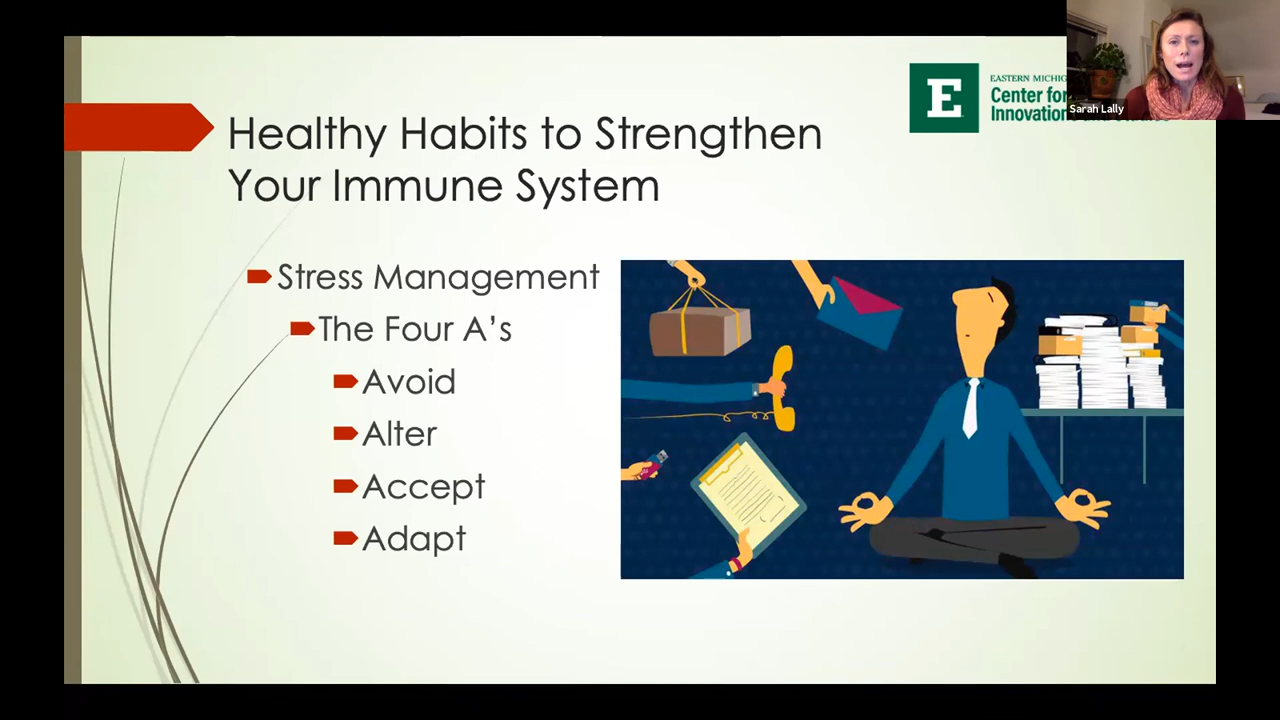 Healthy Habits to Strengthen
Your Immune System
Stress Management
The Four A's
Avoid
Alter
Accept
Adapt
E
EASTERN
Center for
Sarah Lally